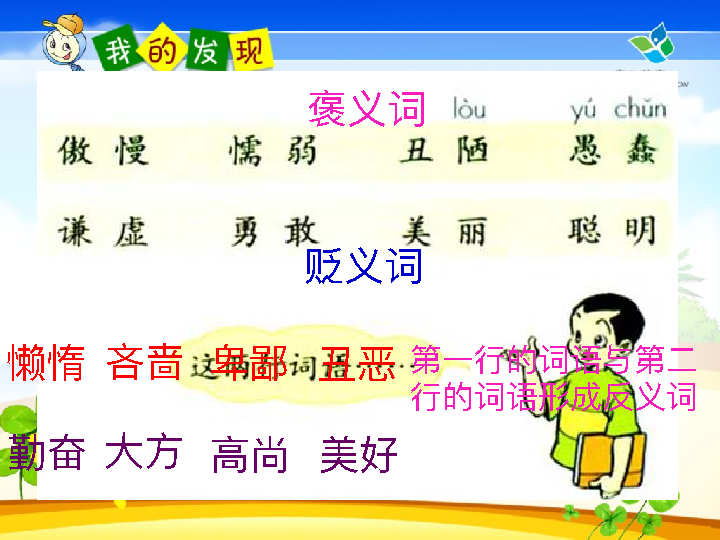 我的发现
褒义词
lòu yú chǔn
傲慢 懦弱 丑陋 愚蠢
谦虚 勇敢 美丽 聪明
贬义词
这两行词语……
懒惰 吝啬 卑鄙 丑恶
第一行的词语与第二
行的词语形成反义词
勤奋 大方 高尚 美好